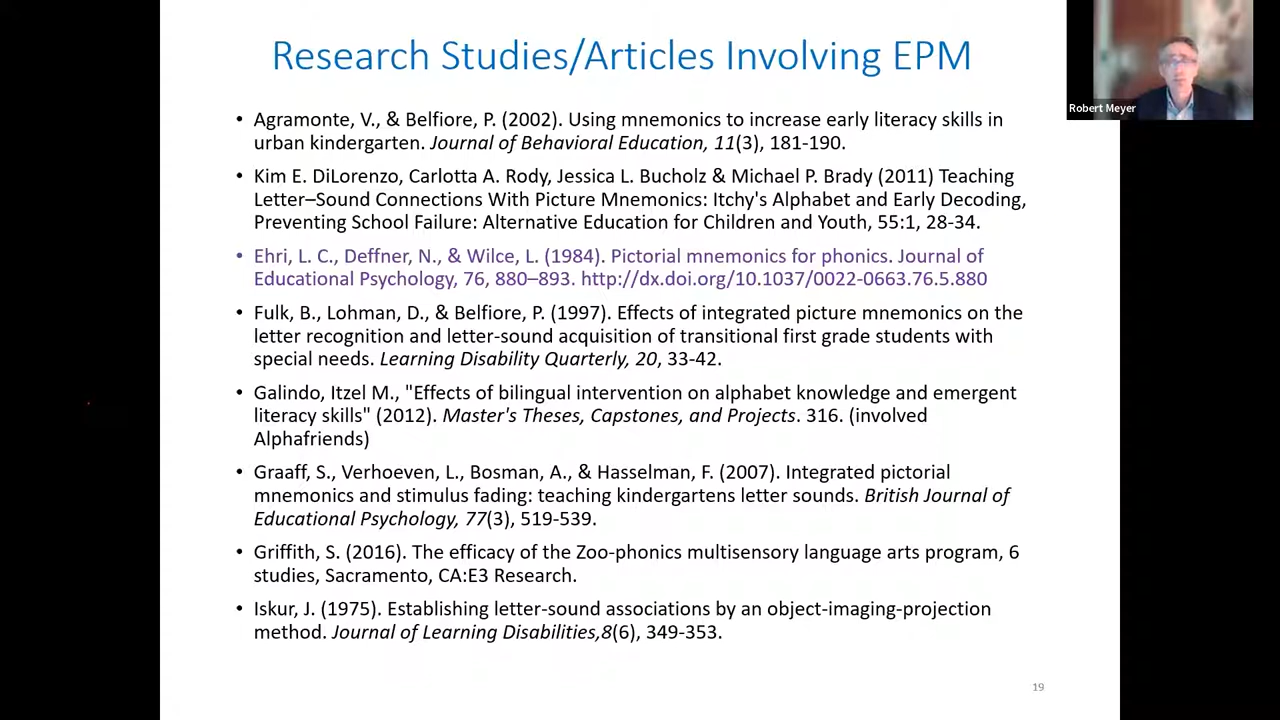 Research Studies/Articles Involving EPM
Robert Meyer
• Agramonte, V., & Belfiore, P. (2002). Using mnemonics to increase early literacy skills in
urban kindergarten. Journal of Behavioral Education, 11(3), 181-190.
• Kim E. DiLorenzo, Carlotta A. Rody, Jessica L. Bucholz & Michael P. Brady (2011) Teaching
Letter–Sound Connections With Picture Mnemonics: Itchy's Alphabet and Early Decoding,
Preventing School Failure: Alternative Education for Children and Youth, 55:1, 28-34.
• Ehri, L. C., Deffner, N., & Wilce, L. (1984). Pictorial mnemonics for phonics. Journal of
Educational Psychology, 76, 880–893. http://dx.doi.org/10.1037/0022-0663.76.5.880
• Fulk, B., Lohman, D., & Belfiore, P. (1997). Effects of integrated picture mnemonics on the
letter recognition and letter-sound acquisition of transitional first grade students with
special needs. Learning Disability Quarterly, 20, 33-42.
• Galindo, Itzel M., "Effects of bilingual intervention on alphabet knowledge and emergent
literacy skills" (2012). Master's Theses, Capstones, and Projects. 316. (involved
Alphafriends)
• Graaff, S., Verhoeven, L., Bosman, A., & Hasselman, F. (2007). Integrated pictorial
mnemonics and stimulus fading: teaching kindergartens letter sounds. British Journal of
Educational Psychology, 77(3), 519-539.
• Griffith, S. (2016). The efficacy of the Zoo-phonics multisensory language arts program, 6
studies, Sacramento, CA:E3 Research.
• Iskur, J. (1975). Establishing letter-sound associations by an object-imaging-projection
method. Journal of Learning Disabilities,8(6), 349-353.
19